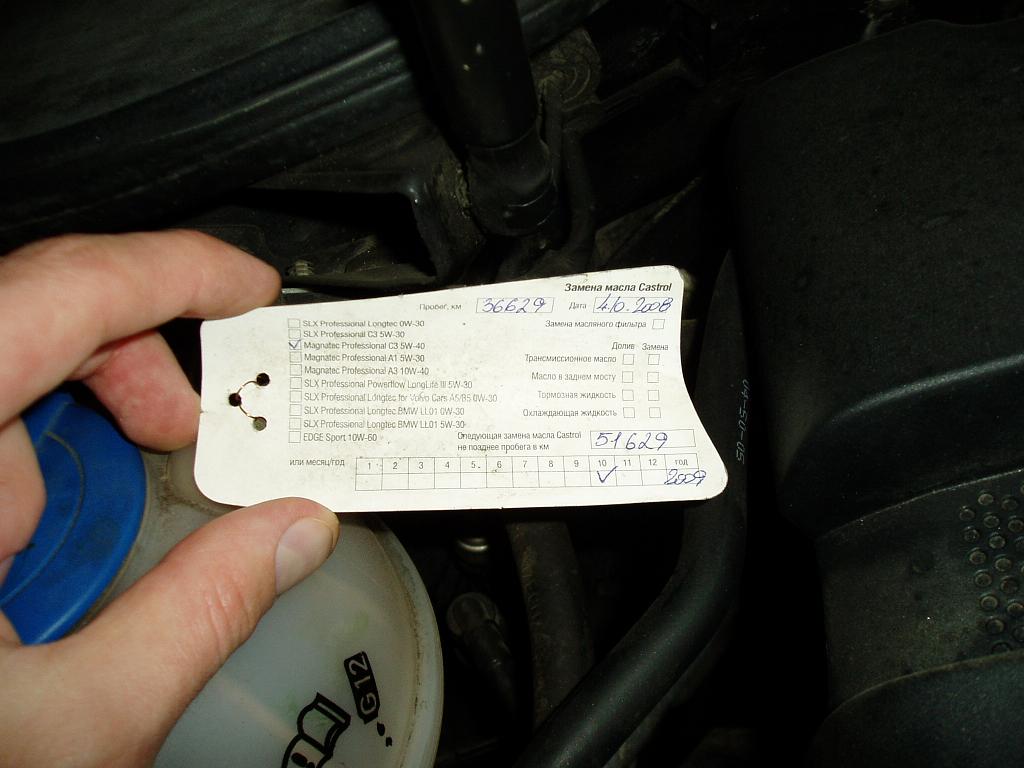 Замена масла Castrol
Пробег, км 36629 Дата 4.10.2008
SLX Professional Longtec 0W-30
Замена масляного фильтра
SLX Professional C3 5W-30
Magnatec Professional C3 5W-40
Долив Замена
Magnatec Professional A1 5W-30
Трансмиссионное масло
Magnatec Professional A3 10W-40
Масло в заднем мосту
SLX Professional Powerflow LongLife III 5W-30
Тормозная жидкость
SLX Professional Longtec for Volvo Cars A5/B5 0W-30
Охлаждающая жидкость
SLX Professional Longtec BMW LL01 0W-30
SLX Professional Longtec BMW LL01 5W-30
EDGE Sport 10W-60
Следующая замена масла Castrol
не позднее пробега в км 51629
или месяц/год 1 2 3 4 5 6 7 8 9 10 11 12 год
2009
G 12
04-50-05